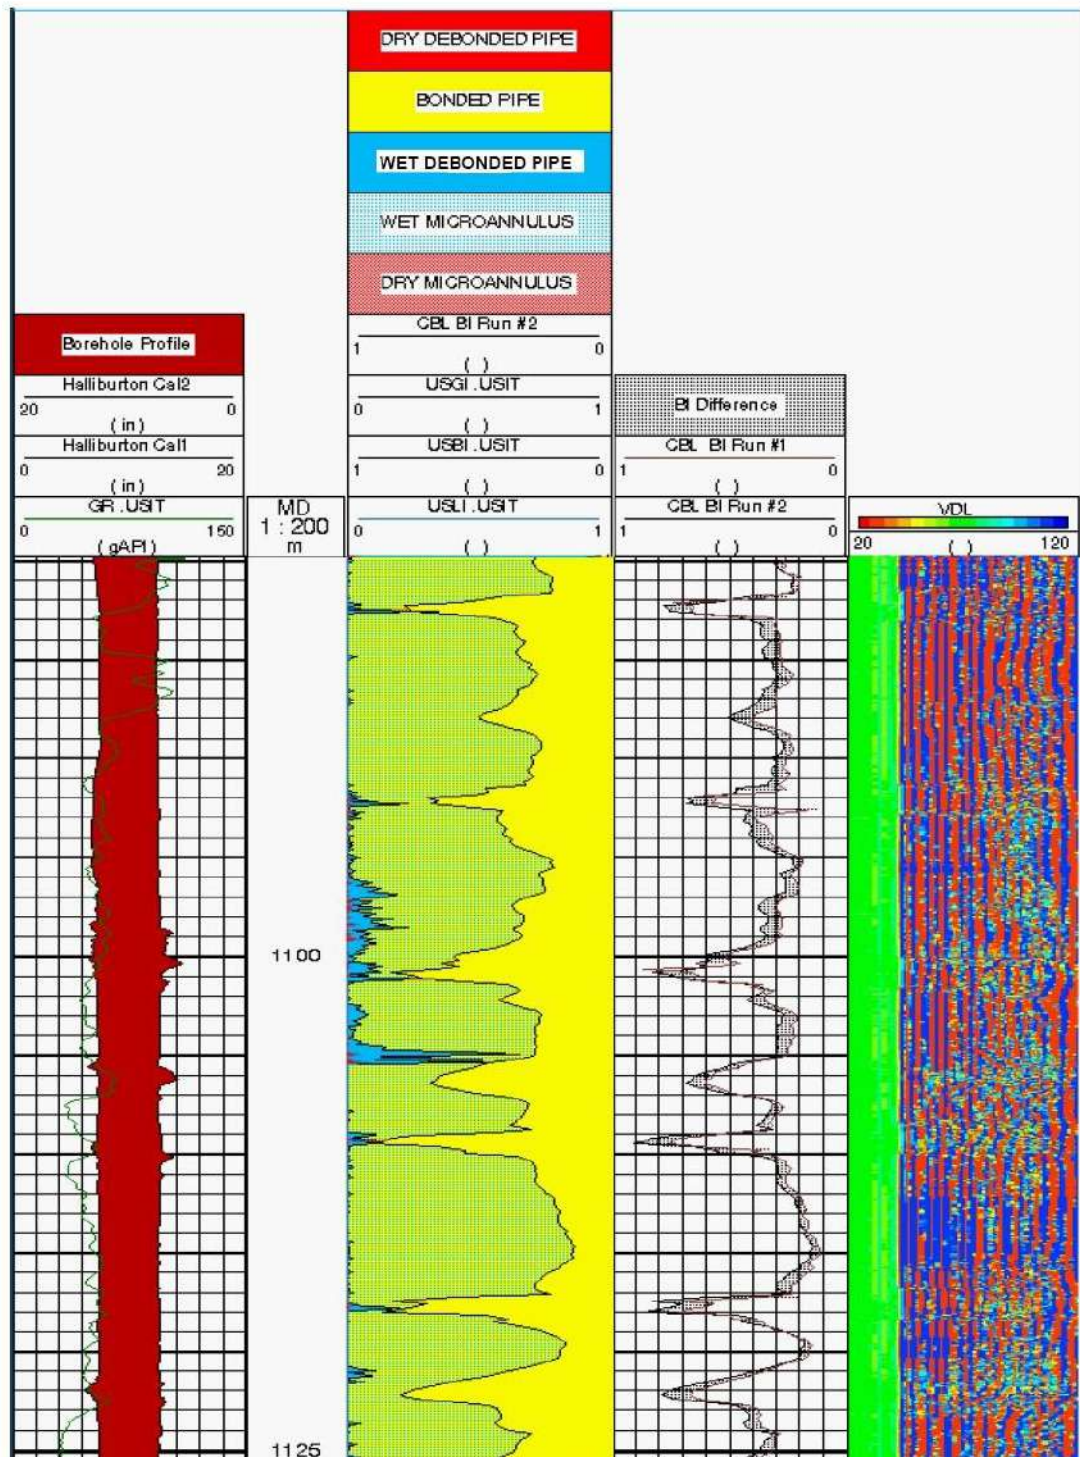 DRY DEBONDED PIPE
BONDED PIPE
WET DEBONDED PIPE
WET MICROANNULUS
DRY MICROANNULUS
Borehole Profile
CBL BI Run #2
1 0
( )
Halliburton Cal2
20 0
(in)
USGI.USIT
0 1
( )
BI Difference
Halliburton Cal1
0 20
(in)
USBI.USIT
1 0
( )
CBL BI Run #1
1 0
( )
GR.USIT
0 150
(gAPI)
MD
1 : 200
m
USLI.USIT
0 1
( )
CBL BI Run #2
1 0
( )
VDL
20 ( ) 120
1100
1125